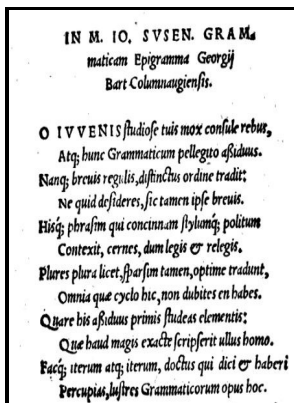 IN M. IO. SVSEN. GRAM-
maticam Epigramma Georgij
Bart Columnaugiensis.
O IVVENIS studiose tuis mox consule rebus,
Atq; hunc Grammaticum pellegito aßiduus.
Nanq; breuis regulis, distinctus ordine tradit:
Ne quid desideres, sic tamen ipse breuis.
Hisq; phrasim qui concinnam stylumq; politum
Contexit, cernes, dum legis & relegis.
Plures plura licet, sparsim tamen, optime tradunt,
Omnia quæ cyclo hic, non dubites en habes.
Quare his aßiduus primis studeas elementis:
Quæ haud magis exacte scripserit ullus homo.
Facq; iterum atq; iterum, doctus qui dici & haberi
Percupias, lustres Grammaticorum opus hoc.